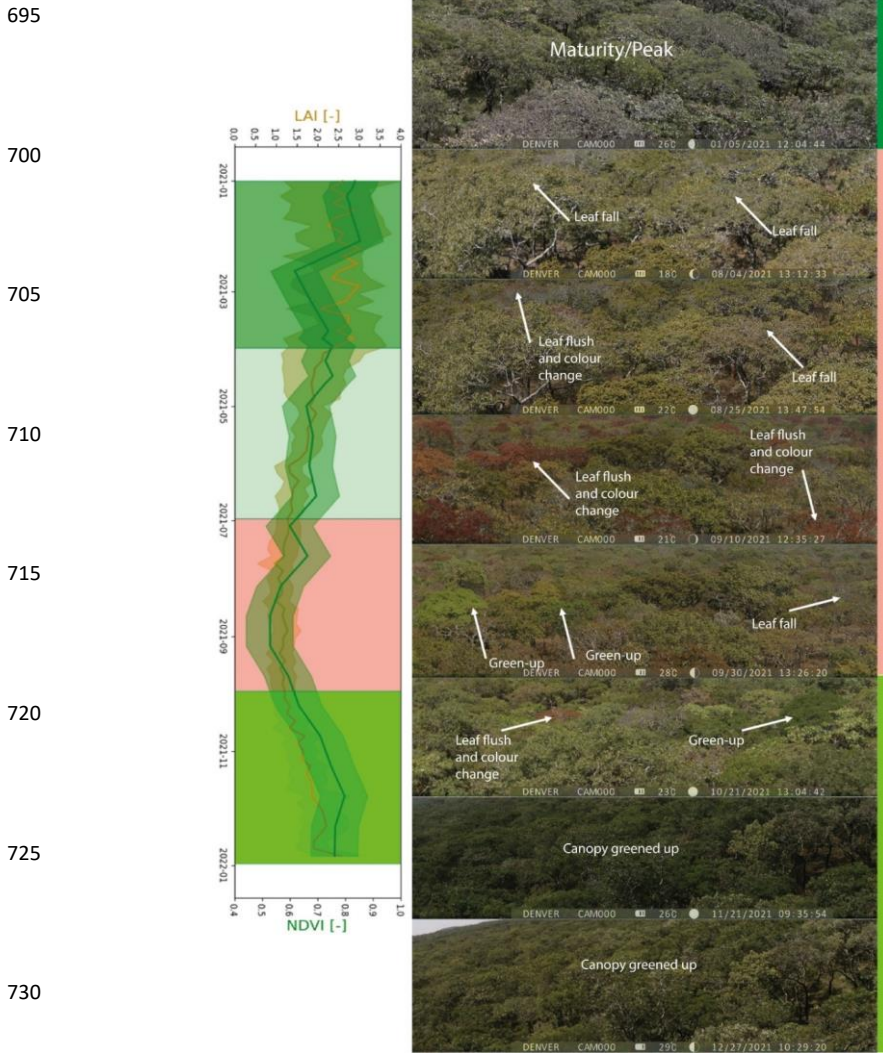 695
Maturity/Peak
LAI [-]
0.0 0.5 1.0 1.5 2.0 2.5 3.0 3.5 4.0
DENVER CAM000 26C 01/05/2021 12:04:44
700
2021-01
Leaf fall
Leaf fall
DENVER CAM000 18C 08/04/2021 13:12:33
705
2021-03
Leaf flush
and colour
change
Leaf fall
2021-05
DENVER CAM000 22C 08/25/2021 13:47:54
710
Leaf flush
and colour
change
Leaf flush
and colour
change
2021-07
DENVER CAM000 21C 09/10/2021 12:35:27
715
Leaf fall
2021-09
Green-up
Green-up
DENVER CAM000 28C 09/30/2021 13:26:20
720
Leaf flush
and colour
change
Green-up
2021-11
DENVER CAM000 23C 10/21/2021 13:04:42
725
Canopy greened up
2022-01
0.4 0.5 0.6 0.7 0.8 0.9 1.0
NDVI [-]
DENVER CAM000 26C 11/21/2021 09:35:54
730
Canopy greened up
DENVER CAM000 29C 12/27/2021 10:29:20